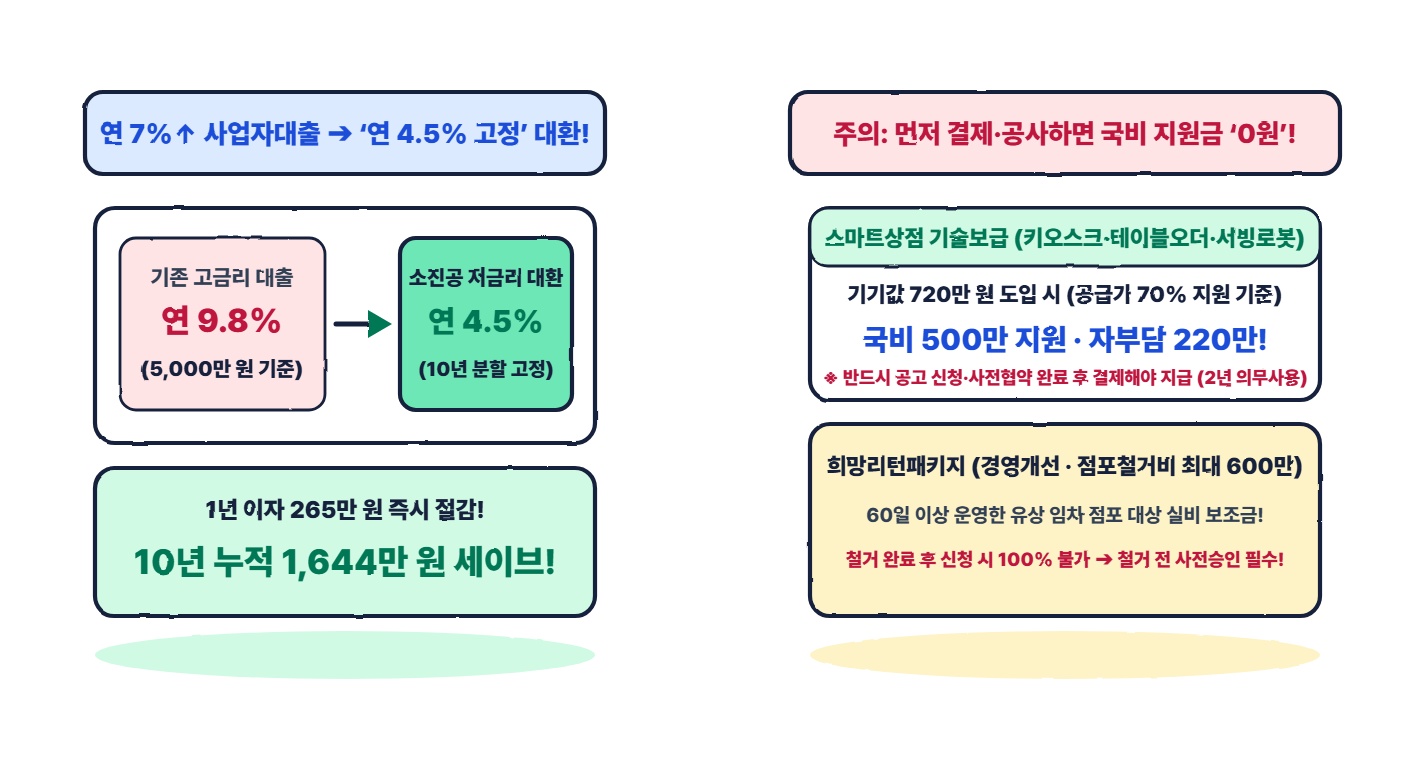 연 7%↑ 사업자대출 → ‘연 4.5% 고정’ 대환!
기존 고금리 대출
연 9.8%
(5,000만 원 기준)
소진공 저금리 대환
연 4.5%
(10년 분할 고정)
1년 이자 265만 원 즉시 절감!
10년 누적 1,644만 원 세이브!
주의: 먼저 결제·공사하면 국비 지원금 ‘0원’!
스마트상점 기술보급 (키오스크·테이블오더·서빙로봇)
기기값 720만 원 도입 시 (공급가 70% 지원 기준)
국비 500만 지원 · 자부담 220만!
※ 반드시 공고 신청·사전협약 완료 후 결제해야 지급 (2년 의무사용)
희망리턴패키지 (경영개선 · 점포철거비 최대 600만)
60일 이상 운영한 유상 임차 점포 대상 실비 보조금!
철거 완료 후 신청 시 100% 불가 → 철거 전 사전승인 필수!